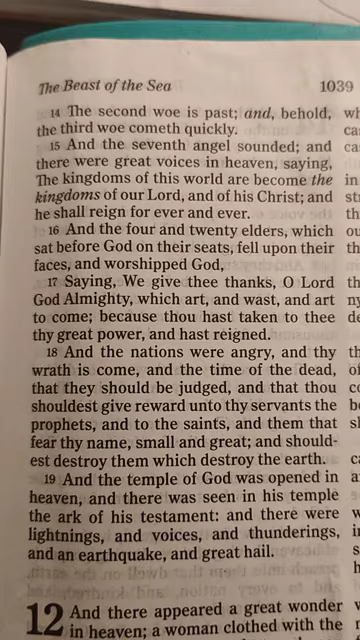 The Beast of the Sea 1039
14 The second woe is past; and, behold,
the third woe cometh quickly.
15 And the seventh angel sounded; and
there were great voices in heaven, saying,
The kingdoms of this world are become the
kingdoms of our Lord, and of his Christ; and
he shall reign for ever and ever.
16 And the four and twenty elders, which
sat before God on their seats, fell upon their
faces, and worshipped God,
17 Saying, We give thee thanks, O Lord
God Almighty, which art, and wast, and art
to come; because thou hast taken to thee
thy great power, and hast reigned.
18 And the nations were angry, and thy
wrath is come, and the time of the dead,
that they should be judged, and that thou
shouldest give reward unto thy servants the
prophets, and to the saints, and them that
fear thy name, small and great; and should-
est destroy them which destroy the earth.
19 And the temple of God was opened in
heaven, and there was seen in his temple
the ark of his testament: and there were
lightnings, and voices, and thunderings,
and an earthquake, and great hail.
12 And there appeared a great wonder
in heaven; a woman clothed with the